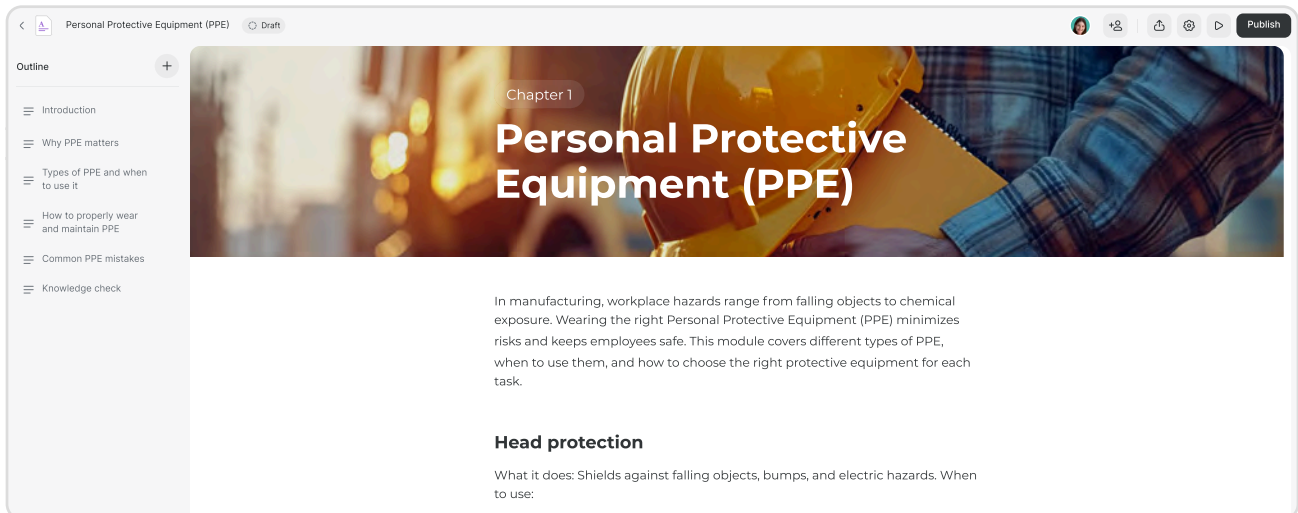 Personal Protective Equipment (PPE)
Draft
Publish
Outline
Introduction
Why PPE matters
Types of PPE and when
to use it
How to properly wear
and maintain PPE
Common PPE mistakes
Knowledge check
Chapter 1
Personal Protective
Equipment (PPE)
In manufacturing, workplace hazards range from falling objects to chemical
exposure. Wearing the right Personal Protective Equipment (PPE) minimizes
risks and keeps employees safe. This module covers different types of PPE,
when to use them, and how to choose the right protective equipment for each
task.
Head protection
What it does: Shields against falling objects, bumps, and electric hazards. When
to use: